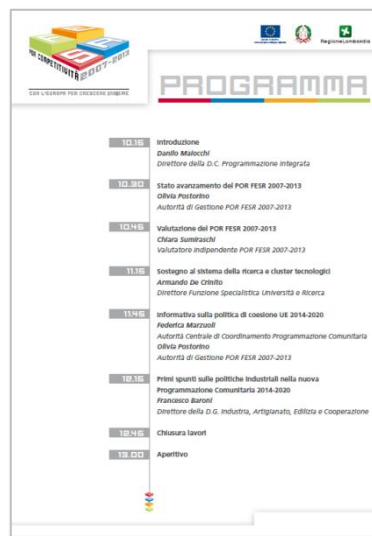 POR COMPETITIVITÀ 2007-2013
CON L'EUROPA PER CRESCERE INSIEME
RegioneLombardia
PROGRAMMA
10.15 Introduzione
Danilo Maiocchi
Direttore della D.C. Programmazione Integrata
10.30 Stato avanzamento del POR FESR 2007-2013
Olivia Postorino
Autorità di Gestione POR FESR 2007-2013
10.45 Valutazione del POR FESR 2007-2013
Chiara Sumiraschi
Valutatore Indipendente POR FESR 2007-2013
11.15 Sostegno al sistema della ricerca e cluster tecnologici
Armando De Crinito
Direttore Funzione Specialistica Università e Ricerca
11.45 Informativa sulla politica di coesione UE 2014-2020
Federica Marzuoli
Autorità Centrale di Coordinamento Programmazione Comunitaria
Olivia Postorino
Autorità di Gestione POR FESR 2007-2013
12.15 Primi spunti sulle politiche industriali nella nuova
Programmazione Comunitaria 2014-2020
Francesco Baroni
Direttore della D.G. Industria, Artigianato, Edilizia e Cooperazione
12.45 Chiusura lavori
13.00 Aperitivo